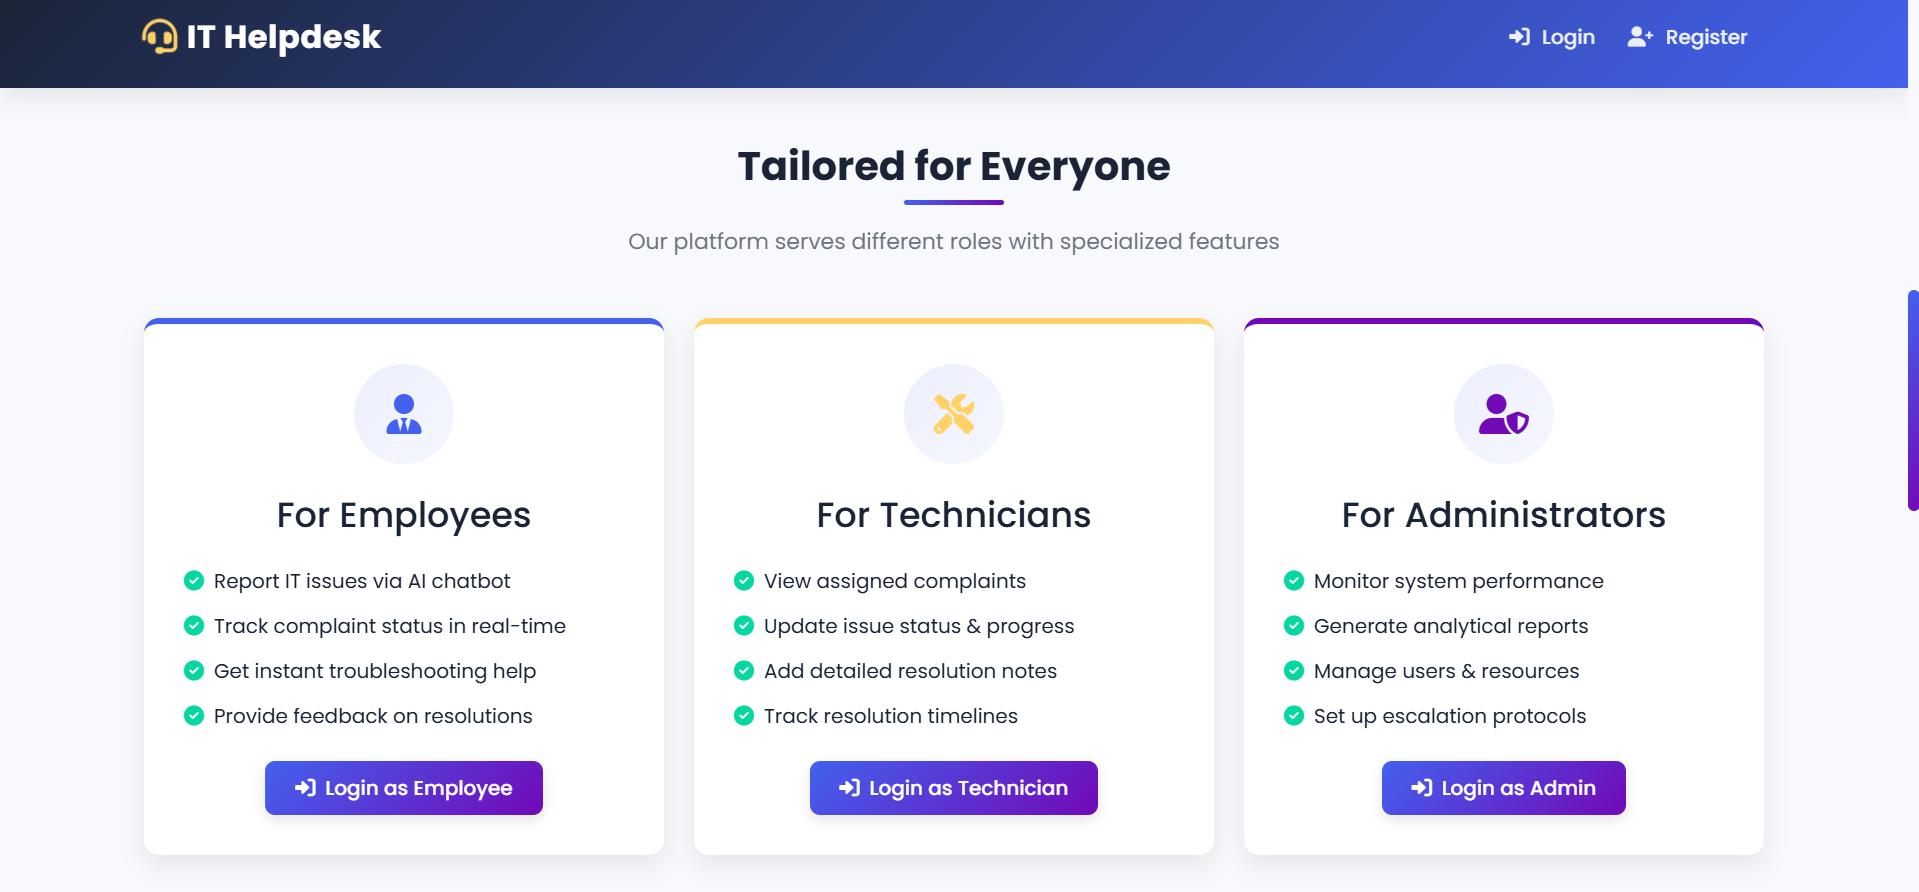 IT Helpdesk
Login
Register
Tailored for Everyone
Our platform serves different roles with specialized features
For Employees
Report IT issues via AI chatbot
Track complaint status in real-time
Get instant troubleshooting help
Provide feedback on resolutions
Login as Employee
For Technicians
View assigned complaints
Update issue status & progress
Add detailed resolution notes
Track resolution timelines
Login as Technician
For Administrators
Monitor system performance
Generate analytical reports
Manage users & resources
Set up escalation protocols
Login as Admin